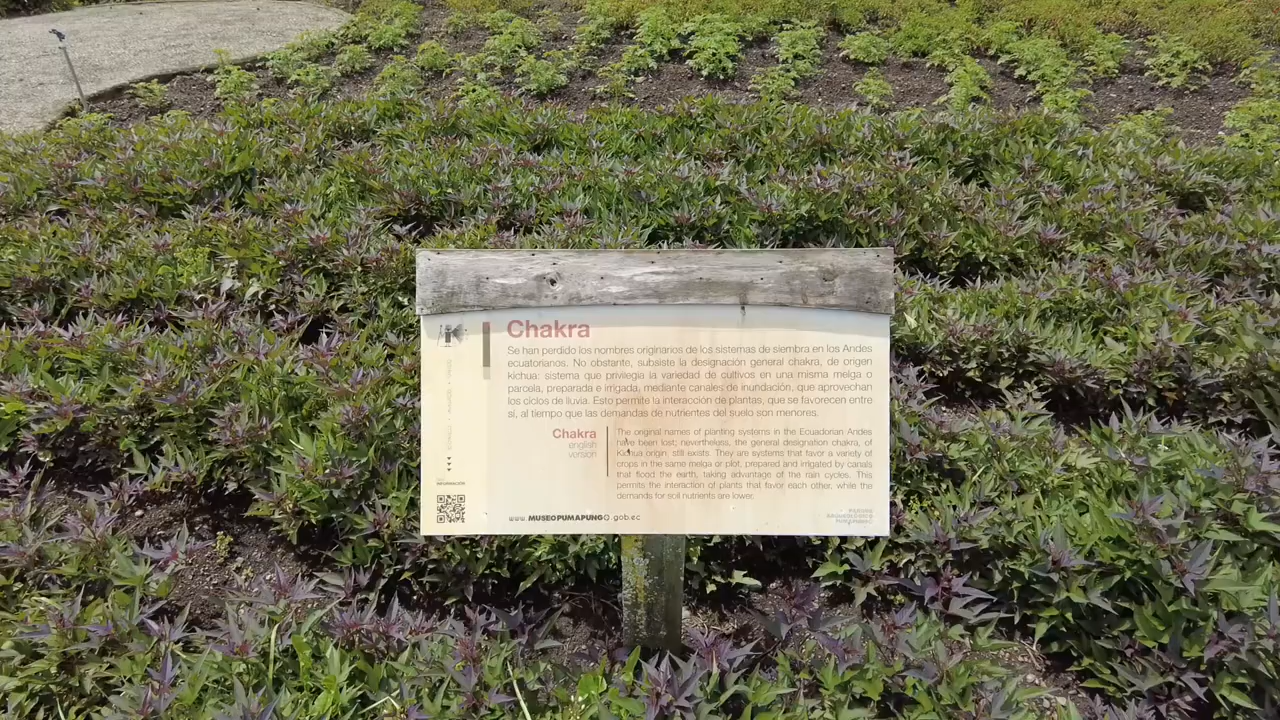 Chakra
Se han perdido los nombres originarios de los sistemas de siembra en los Andes
ecuatorianos. No obstante, subsiste la designación general chakra, de origen
kichua: sistema que privilegia la variedad de cultivos en una misma melga o
parcela, preparada e irrigada, mediante canales de inundación, que aprovechan
los ciclos de lluvia. Esto permite la interacción de plantas, que se favorecen entre
si, al tiempo que las demandas de nutrientes del suelo son menores.
Chakra
english
version
The original names of planting systems in the Ecuadorian Andes
have been lost; nevertheless, the general designation chakra, of
Kichua origin, still exists. They are systems that favor a variety of
crops in the same melga or plot, prepared and irrigated by canals
that flood the earth, taking advantage of the rain cycles. This
permits the interaction of plants that favor each other, while the
demands for soil nutrients are lower.
INFORMACIÓN
www.MUSEOPUMAPUNGO.gob.ec